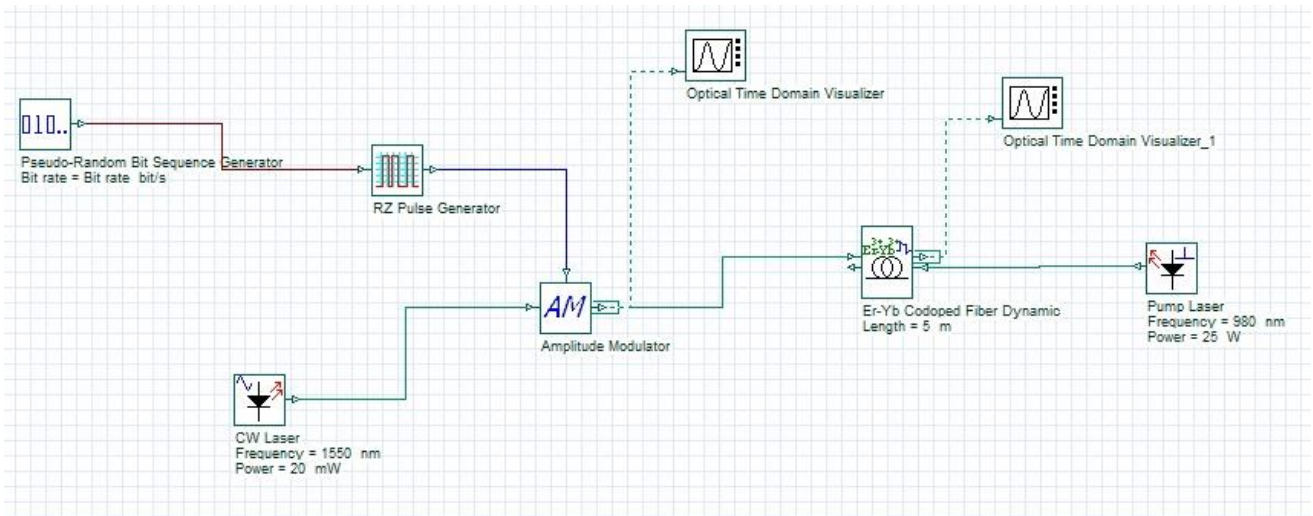 Optical Time Domain Visualizer
Optical Time Domain Visualizer_1
010..
Pseudo-Random Bit Sequence Generator
Bit rate = Bit rate bit/s
RZ Pulse Generator
Er-Yb Codoped Fiber Dynamic
Length = 5 m
Pump Laser
Frequency = 980 nm
Power = 25 W
AM
Amplitude Modulator
CW Laser
Frequency = 1550 nm
Power = 20 mW